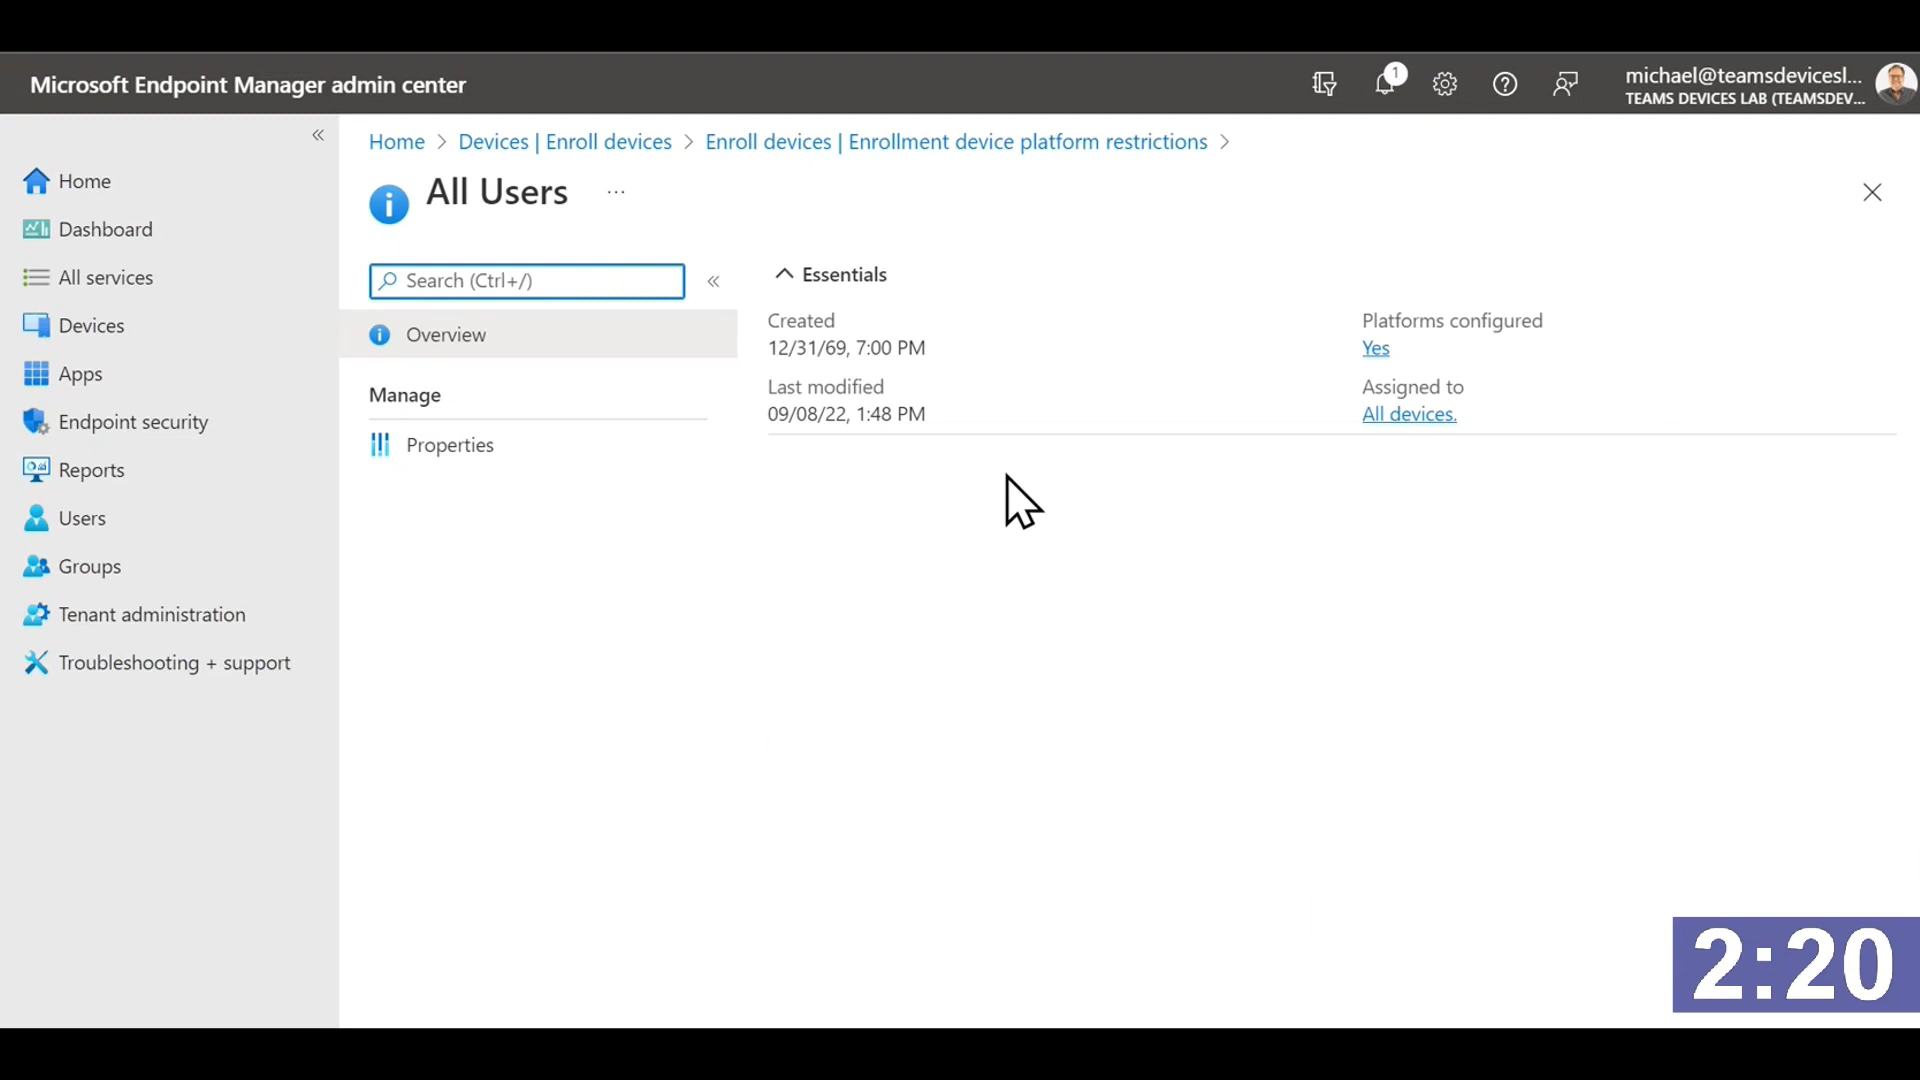 Microsoft Endpoint Manager admin center
1
michael@teamsdevicesl...
TEAMS DEVICES LAB (TEAMSDEV...
Home
Dashboard
All services
Devices
Apps
Endpoint security
Reports
Users
Groups
Tenant administration
Troubleshooting + support
Home > Devices | Enroll devices > Enroll devices | Enrollment device platform restrictions >
All Users ...
Search (Ctrl+/)
Overview
Manage
Properties
Essentials
Created
12/31/69, 7:00 PM
Last modified
09/08/22, 1:48 PM
Platforms configured
Yes
Assigned to
All devices.
2:20